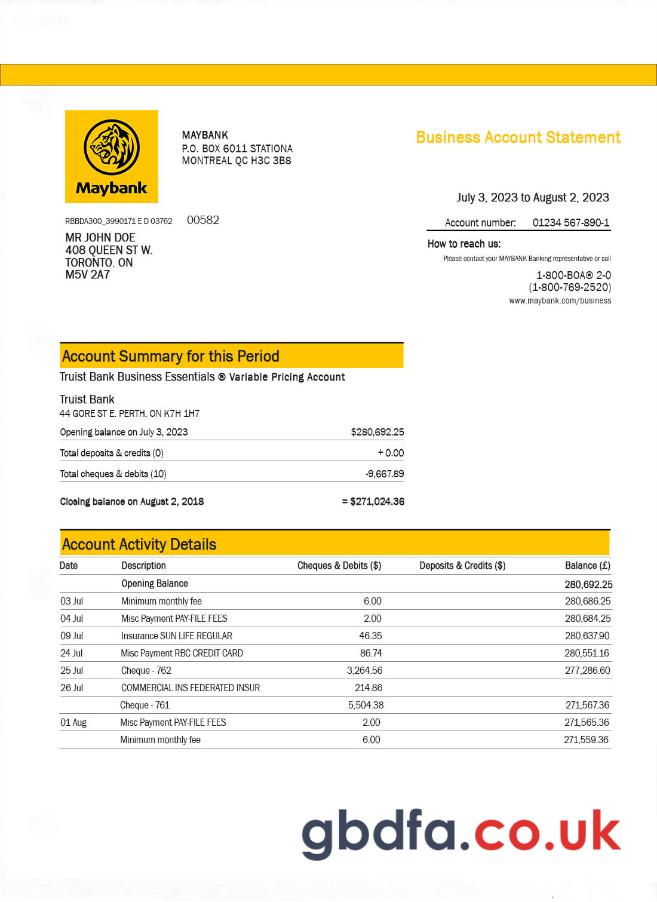 Maybank
MAYBANK
P.O. BOX 6011 STATIONA
MONTREAL QC H3C 3B8
Business Account Statement
July 3, 2023 to August 2, 2023
RBBDA300_3990171 E D 03762 00582
Account number: 01234 567-890-1
MR JOHN DOE
408 QUEEN ST W.
TORONTO. ON
M5V 2A7
How to reach us:
Please contact your MAYBANK Banking representative or call
1-800-BOA® 2-0
(1-800-769-2520)
www.maybank.com/business
Account Summary for this Period
Truist Bank Business Essentials ® Variable Pricing Account
Truist Bank
44 GORE ST E. PERTH. ON K7H 1H7
Opening balance on July 3, 2023 $280,692.25
Total deposits & credits (0) + 0.00
Total cheques & debits (10) -9,667.89
Closing balance on August 2, 2018 = $271,024.36
Account Activity Details
Date Description Cheques & Debits ($) Deposits & Credits ($) Balance (£)
Opening Balance 280,692.25
03 Jul Minimum monthly fee 6.00 280,686.25
04 Jul Misc Payment PAY-FILE FEES 2.00 280,684.25
09 Jul Insurance SUN LIFE REGULAR 46.35 280,637.90
24 Jul Misc Payment RBC CREDIT CARD 86.74 280,551.16
25 Jul Cheque - 762 3,264.56 277,286.60
26 Jul COMMERCIAL INS FEDERATED INSUR 214.86
Cheque - 761 5,504.38 271,567.36
01 Aug Misc Payment PAY-FILE FEES 2.00 271,565.36
Minimum monthly fee 6.00 271,559.36
gbdfa.co.uk